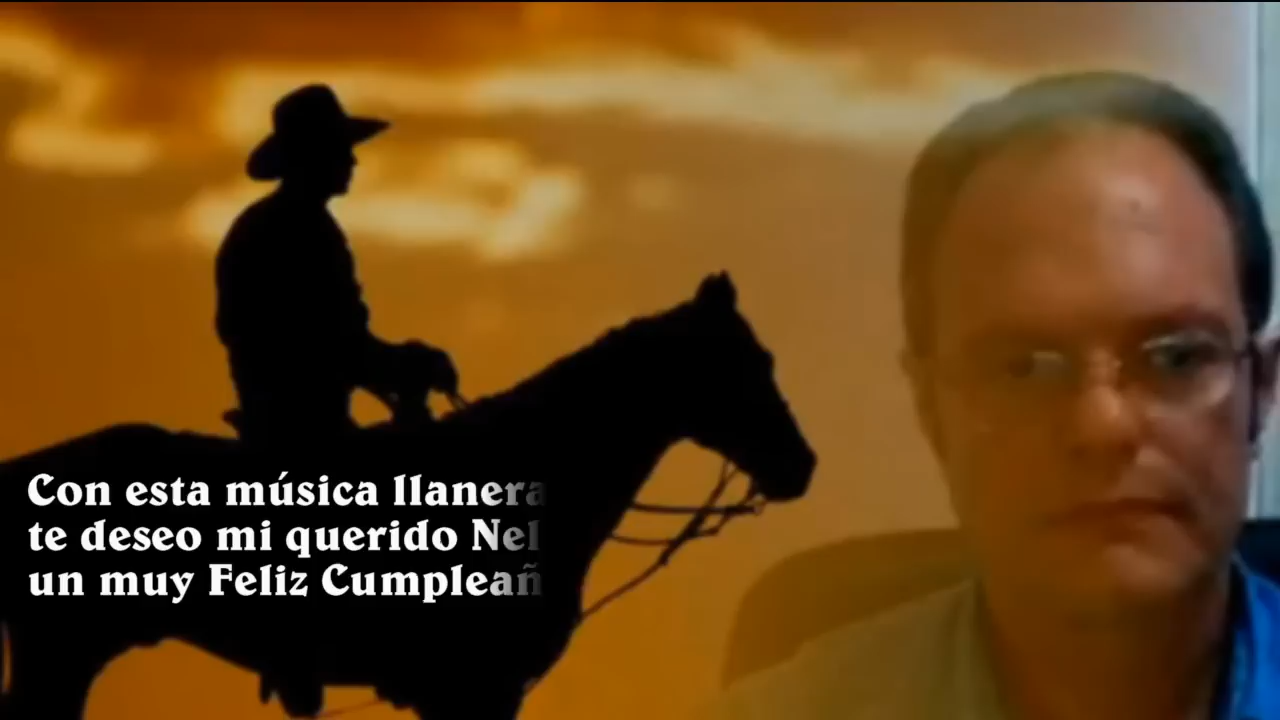 Con esta música llanera
te deseo mi querido Nel
un muy Feliz Cumpleañ